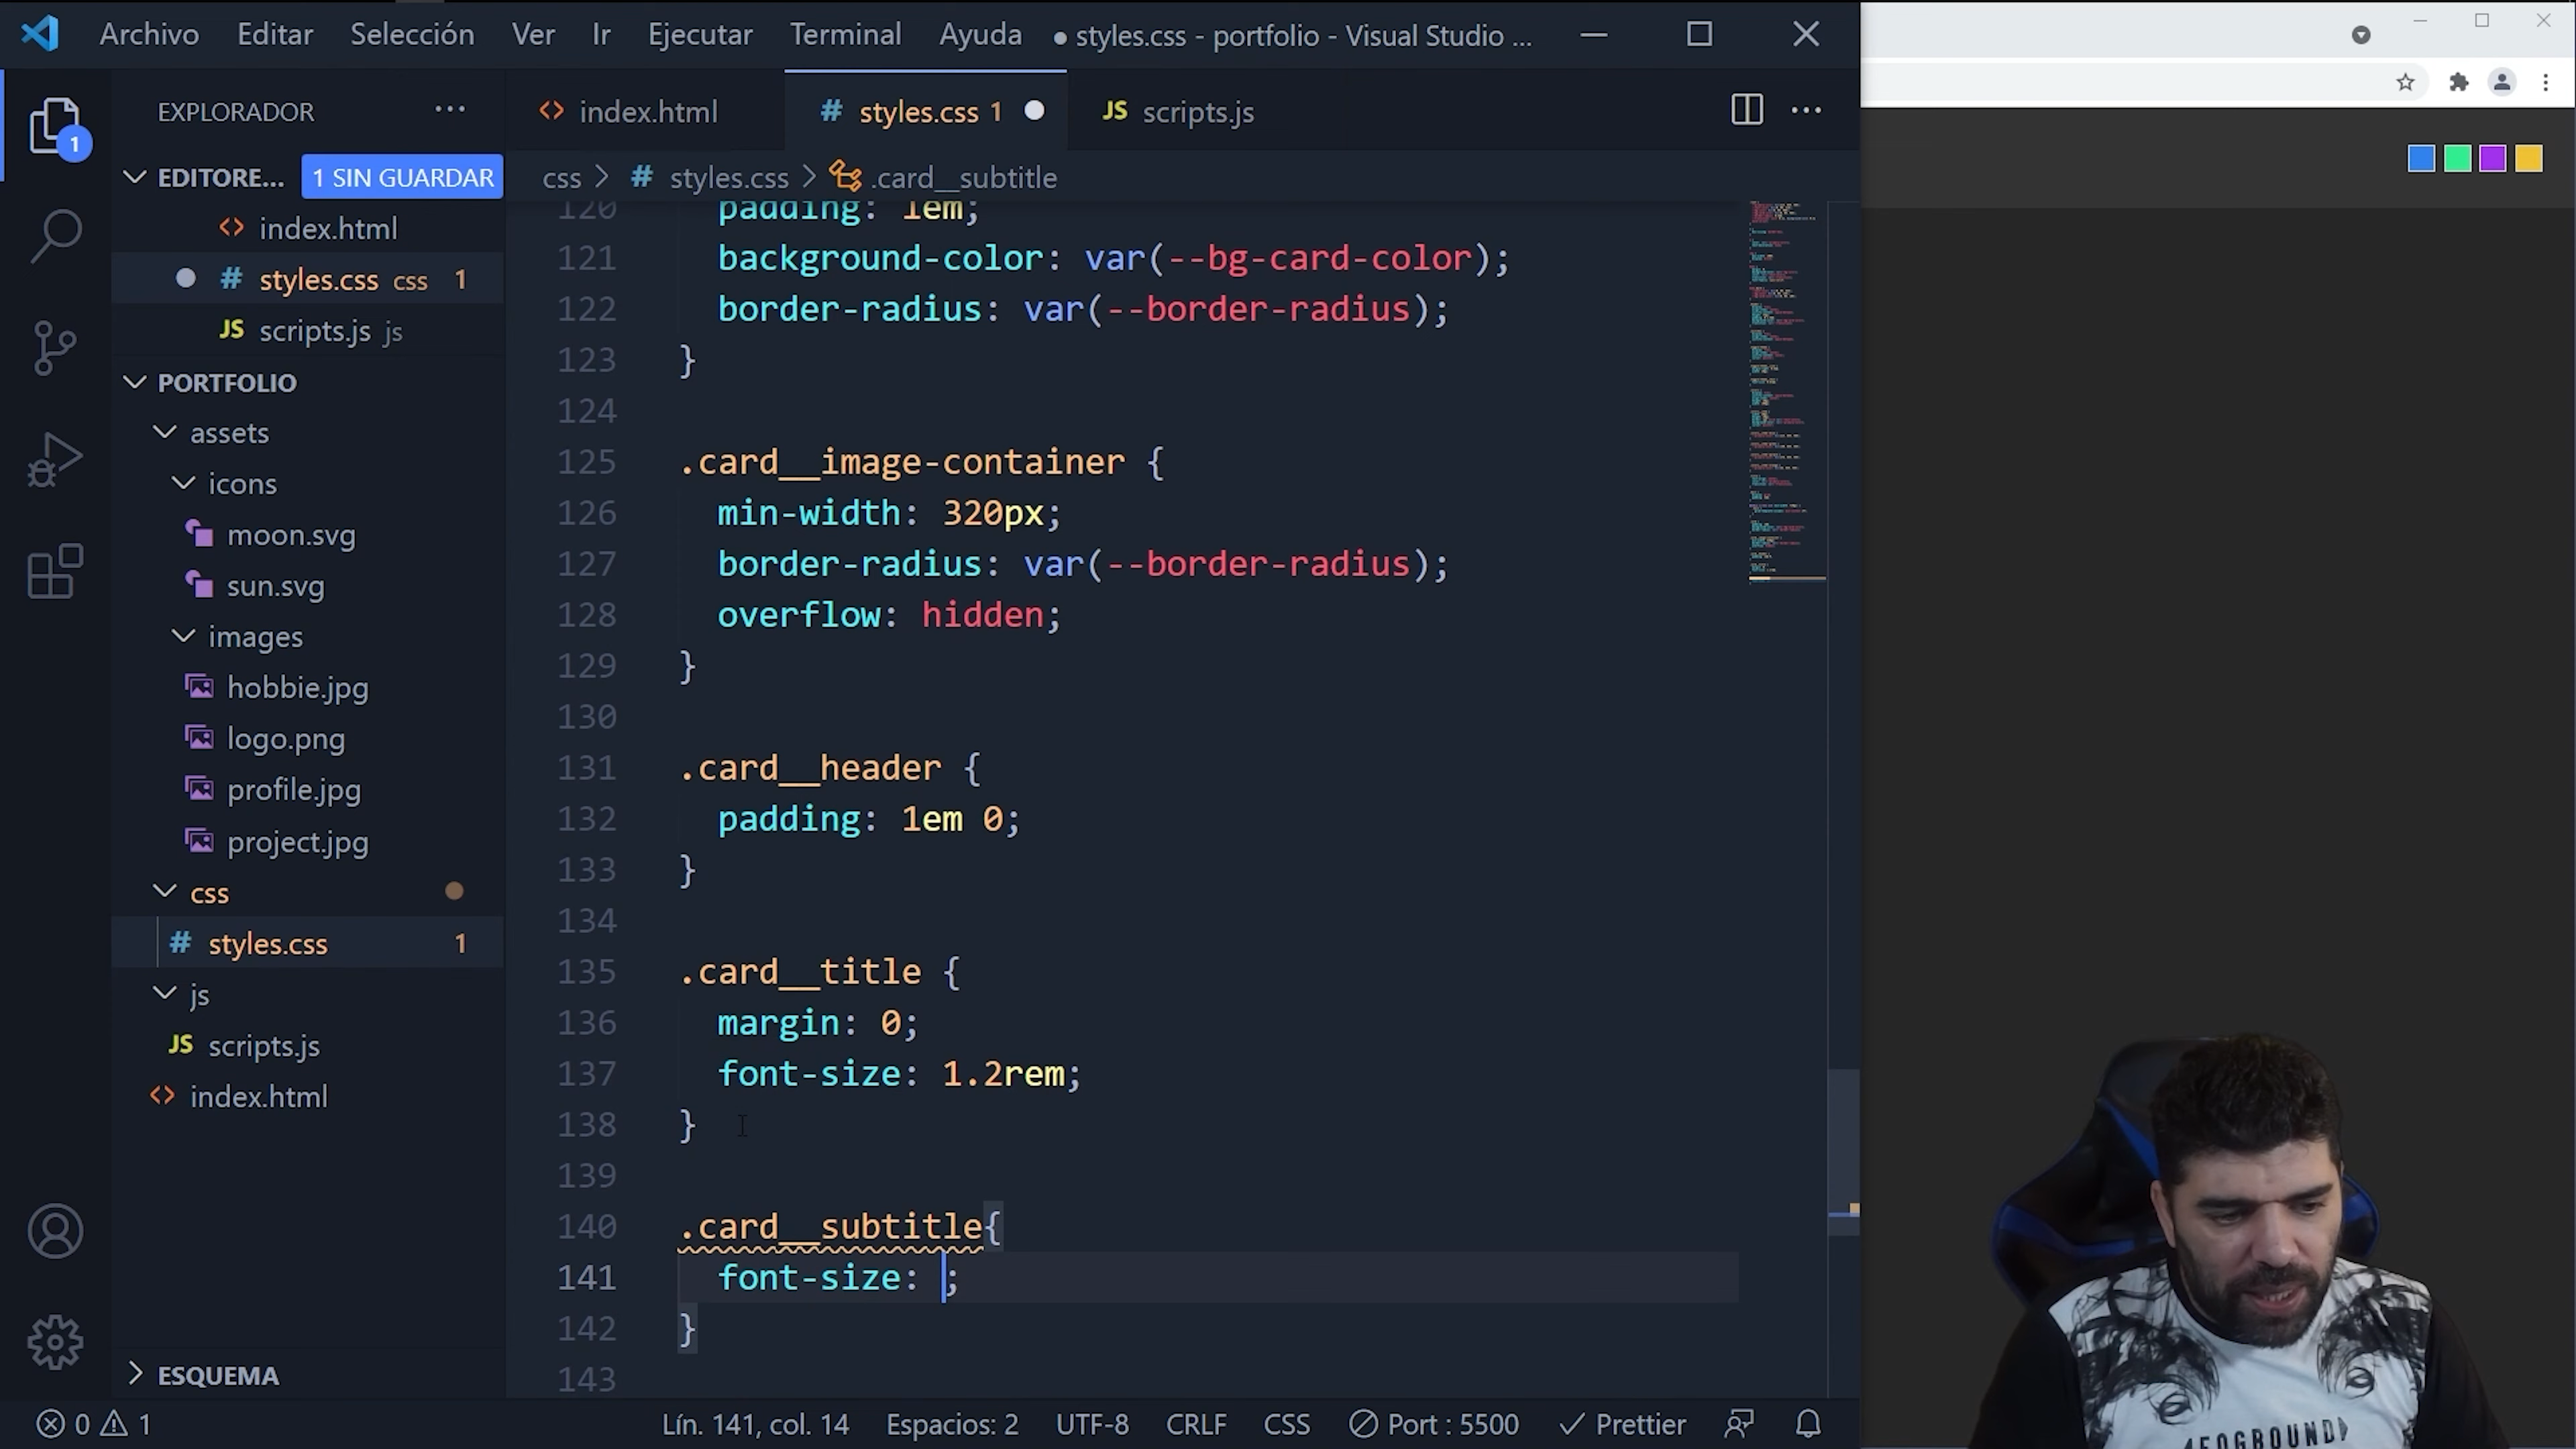 Archivo Editar Selección Ver Ir Ejecutar Terminal Ayuda ● styles.css - portfolio - Visual Studio ...
EXPLORADOR ...
index.html
# styles.css 1
JS scripts.js
1
EDITORE... 1 SIN GUARDAR
css > # styles.css > .card__subtitle
index.html
# styles.css css 1
JS scripts.js js
PORTFOLIO
assets
icons
moon.svg
sun.svg
images
hobbie.jpg
logo.png
profile.jpg
project.jpg
css
# styles.css 1
js
JS scripts.js
index.html
ESQUEMA
120 padding: 1em;
121 background-color: var(--bg-card-color);
122 border-radius: var(--border-radius);
123 }
124
125 .card__image-container {
126 min-width: 320px;
127 border-radius: var(--border-radius);
128 overflow: hidden;
129 }
130
131 .card__header {
132 padding: 1em 0;
133 }
134
135 .card__title {
136 margin: 0;
137 font-size: 1.2rem;
138 }
139
140 .card__subtitle{
141 font-size: ;
142 }
143
0 1
Lín. 141, col. 14 Espacios: 2 UTF-8 CRLF CSS Port : 5500 Prettier